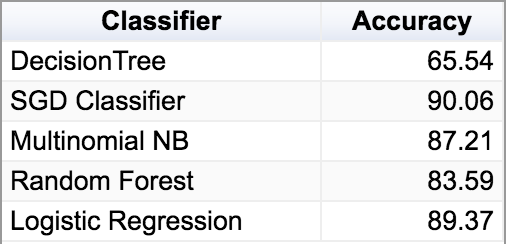 Classifier Accuracy
DecisionTree 65.54
SGD Classifier 90.06
Multinomial NB 87.21
Random Forest 83.59
Logistic Regression 89.37